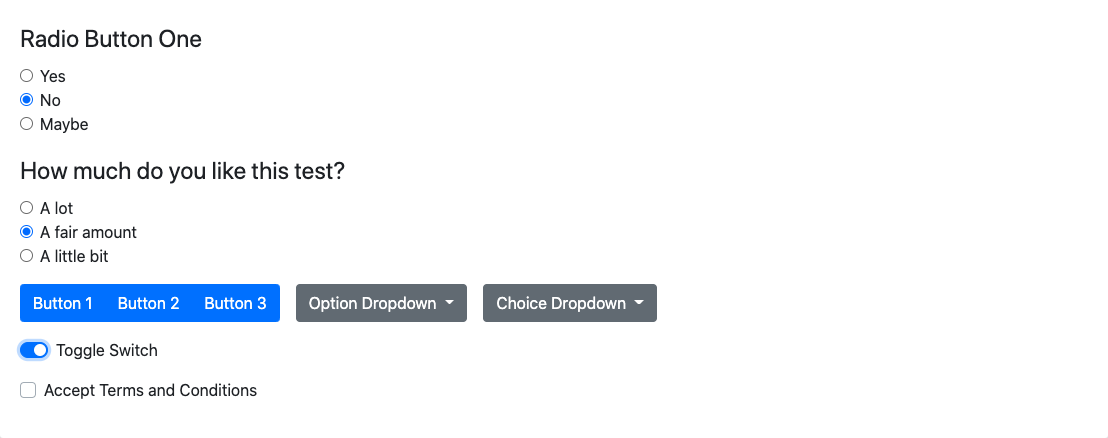 Radio Button One
Yes
No
Maybe
How much do you like this test?
A lot
A fair amount
A little bit
Button 1 Button 2 Button 3 Option Dropdown Choice Dropdown
Toggle Switch
Accept Terms and Conditions